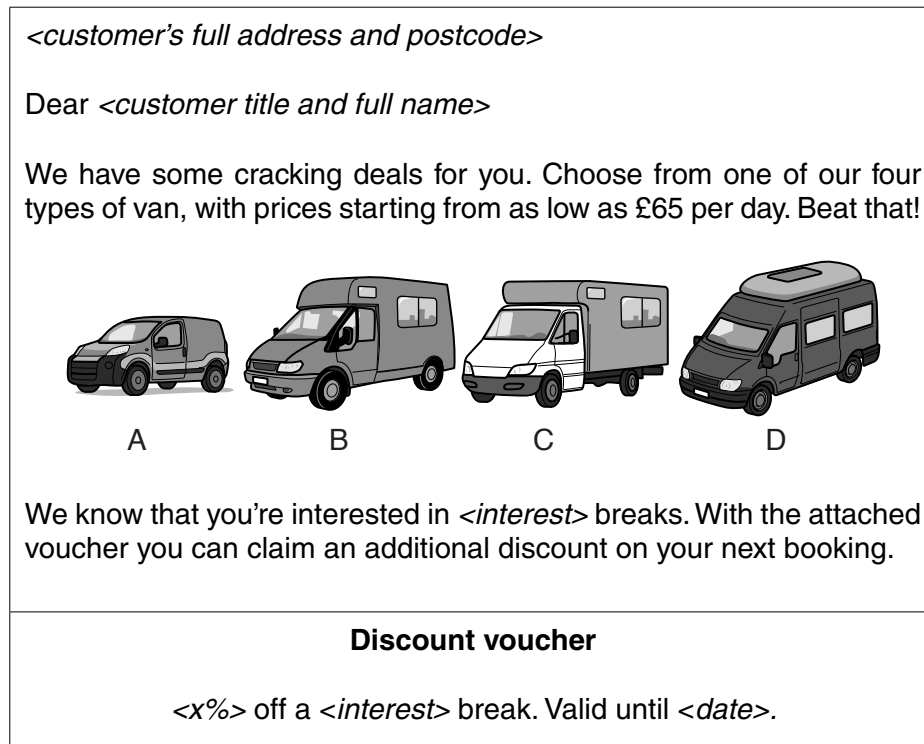 <customer's full address and postcode>
Dear <customer title and full name>
We have some cracking deals for you. Choose from one of our four
types of van, with prices starting from as low as £65 per day. Beat that!
A B C D
We know that you're interested in <interest> breaks. With the attached
voucher you can claim an additional discount on your next booking.
Discount voucher
<x%> off a <interest> break. Valid until <date>.